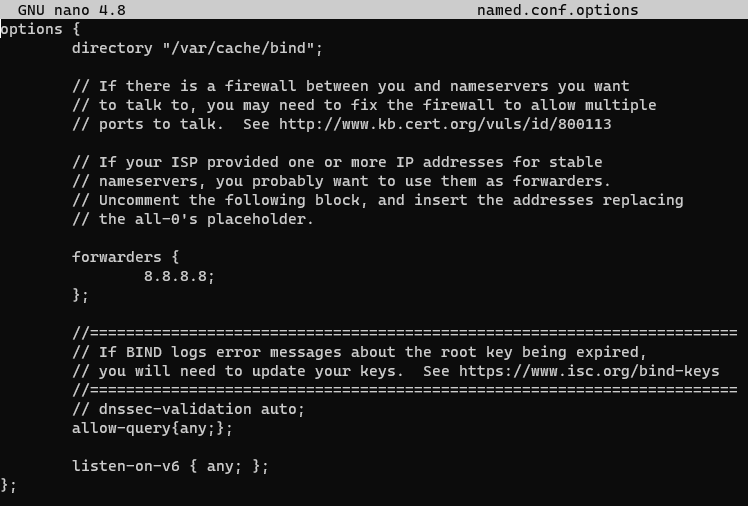 GNU nano 4.8 named.conf.options
options {
directory "/var/cache/bind";
// If there is a firewall between you and nameservers you want
// to talk to, you may need to fix the firewall to allow multiple
// ports to talk.  See http://www.kb.cert.org/vuls/id/800113
// If your ISP provided one or more IP addresses for stable
// nameservers, you probably want to use them as forwarders.
// Uncomment the following block, and insert the addresses replacing
// the all-0's placeholder.
forwarders {
8.8.8.8;
};
//========================================================================
// If BIND logs error messages about the root key being expired,
// you will need to update your keys.  See https://www.isc.org/bind-keys
//========================================================================
// dnssec-validation auto;
allow-query{any;};
listen-on-v6 { any; };
};